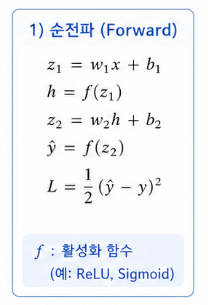 1) 순전파 (Forward)
z₁ = w₁x + b₁
h = f(z₁)
z₂ = w₂h + b₂
ŷ = f(z₂)
L = 1/2 (ŷ − y)²
f : 활성화 함수
(예: ReLU, Sigmoid)